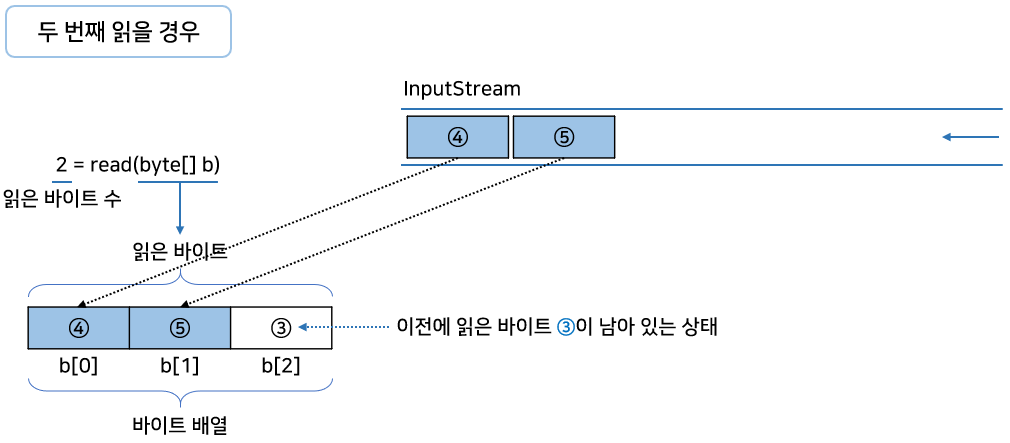 두 번째 읽을 경우
InputStream
④ ⑤
2 = read(byte[] b)
읽은 바이트 수
읽은 바이트
④ ⑤ ③ 이전에 읽은 바이트 ③이 남아 있는 상태
b[0] b[1] b[2]
바이트 배열